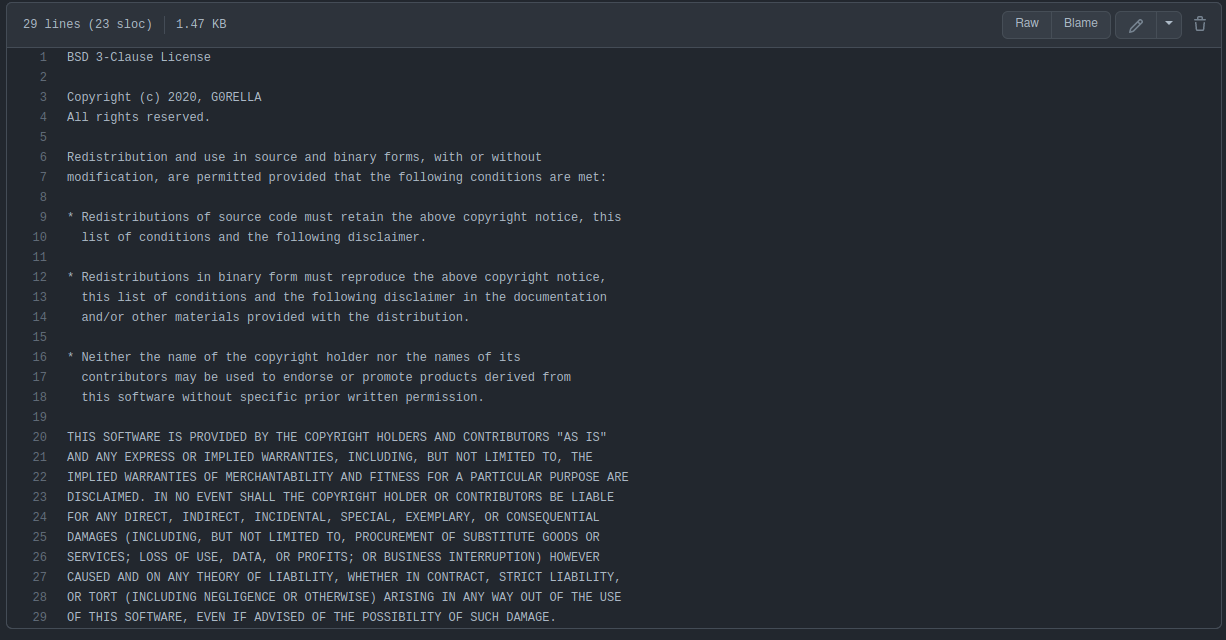 29 lines (23 sloc) 1.47 KB Raw Blame
1 BSD 3-Clause License
2
3 Copyright (c) 2020, G0RELLA
4 All rights reserved.
5
6 Redistribution and use in source and binary forms, with or without
7 modification, are permitted provided that the following conditions are met:
8
9 * Redistributions of source code must retain the above copyright notice, this
10 list of conditions and the following disclaimer.
11
12 * Redistributions in binary form must reproduce the above copyright notice,
13 this list of conditions and the following disclaimer in the documentation
14 and/or other materials provided with the distribution.
15
16 * Neither the name of the copyright holder nor the names of its
17 contributors may be used to endorse or promote products derived from
18 this software without specific prior written permission.
19
20 THIS SOFTWARE IS PROVIDED BY THE COPYRIGHT HOLDERS AND CONTRIBUTORS "AS IS"
21 AND ANY EXPRESS OR IMPLIED WARRANTIES, INCLUDING, BUT NOT LIMITED TO, THE
22 IMPLIED WARRANTIES OF MERCHANTABILITY AND FITNESS FOR A PARTICULAR PURPOSE ARE
23 DISCLAIMED. IN NO EVENT SHALL THE COPYRIGHT HOLDER OR CONTRIBUTORS BE LIABLE
24 FOR ANY DIRECT, INDIRECT, INCIDENTAL, SPECIAL, EXEMPLARY, OR CONSEQUENTIAL
25 DAMAGES (INCLUDING, BUT NOT LIMITED TO, PROCUREMENT OF SUBSTITUTE GOODS OR
26 SERVICES; LOSS OF USE, DATA, OR PROFITS; OR BUSINESS INTERRUPTION) HOWEVER
27 CAUSED AND ON ANY THEORY OF LIABILITY, WHETHER IN CONTRACT, STRICT LIABILITY,
28 OR TORT (INCLUDING NEGLIGENCE OR OTHERWISE) ARISING IN ANY WAY OUT OF THE USE
29 OF THIS SOFTWARE, EVEN IF ADVISED OF THE POSSIBILITY OF SUCH DAMAGE.